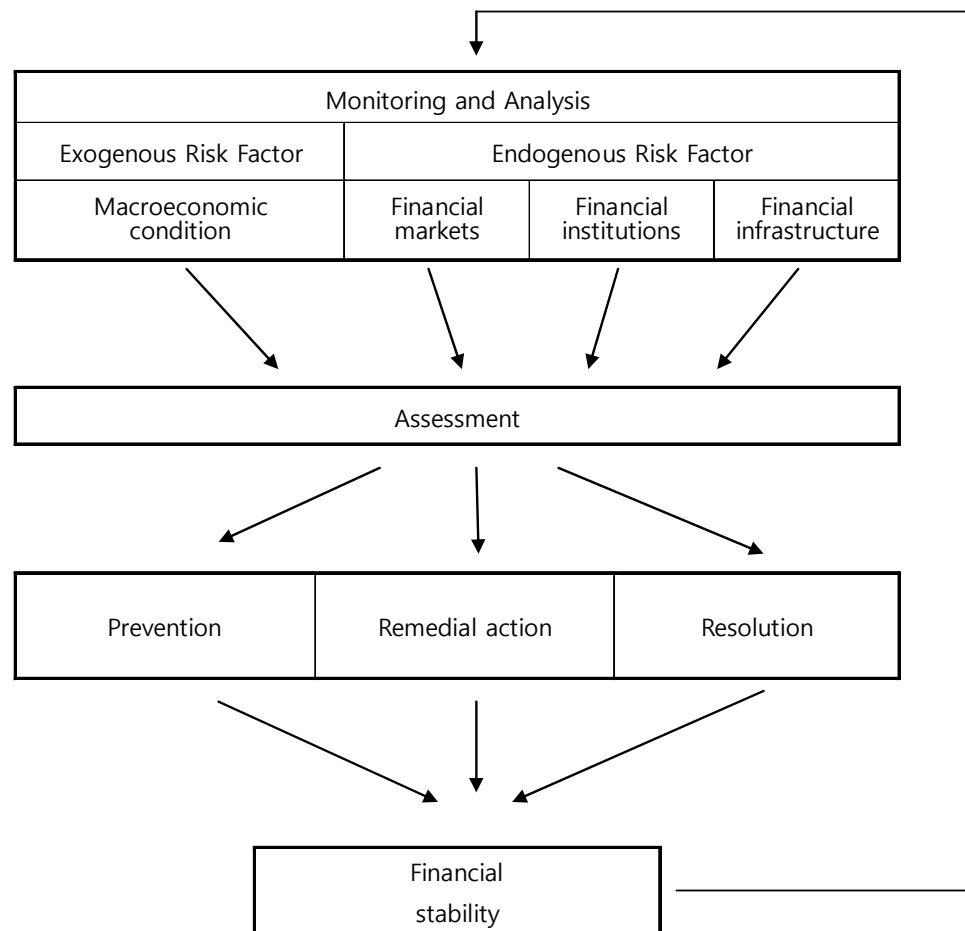 Monitoring and Analysis
Exogenous Risk Factor
Endogenous Risk Factor
Macroeconomic
condition
Financial
markets
Financial
institutions
Financial
infrastructure
Assessment
Prevention
Remedial action
Resolution
Financial
stability